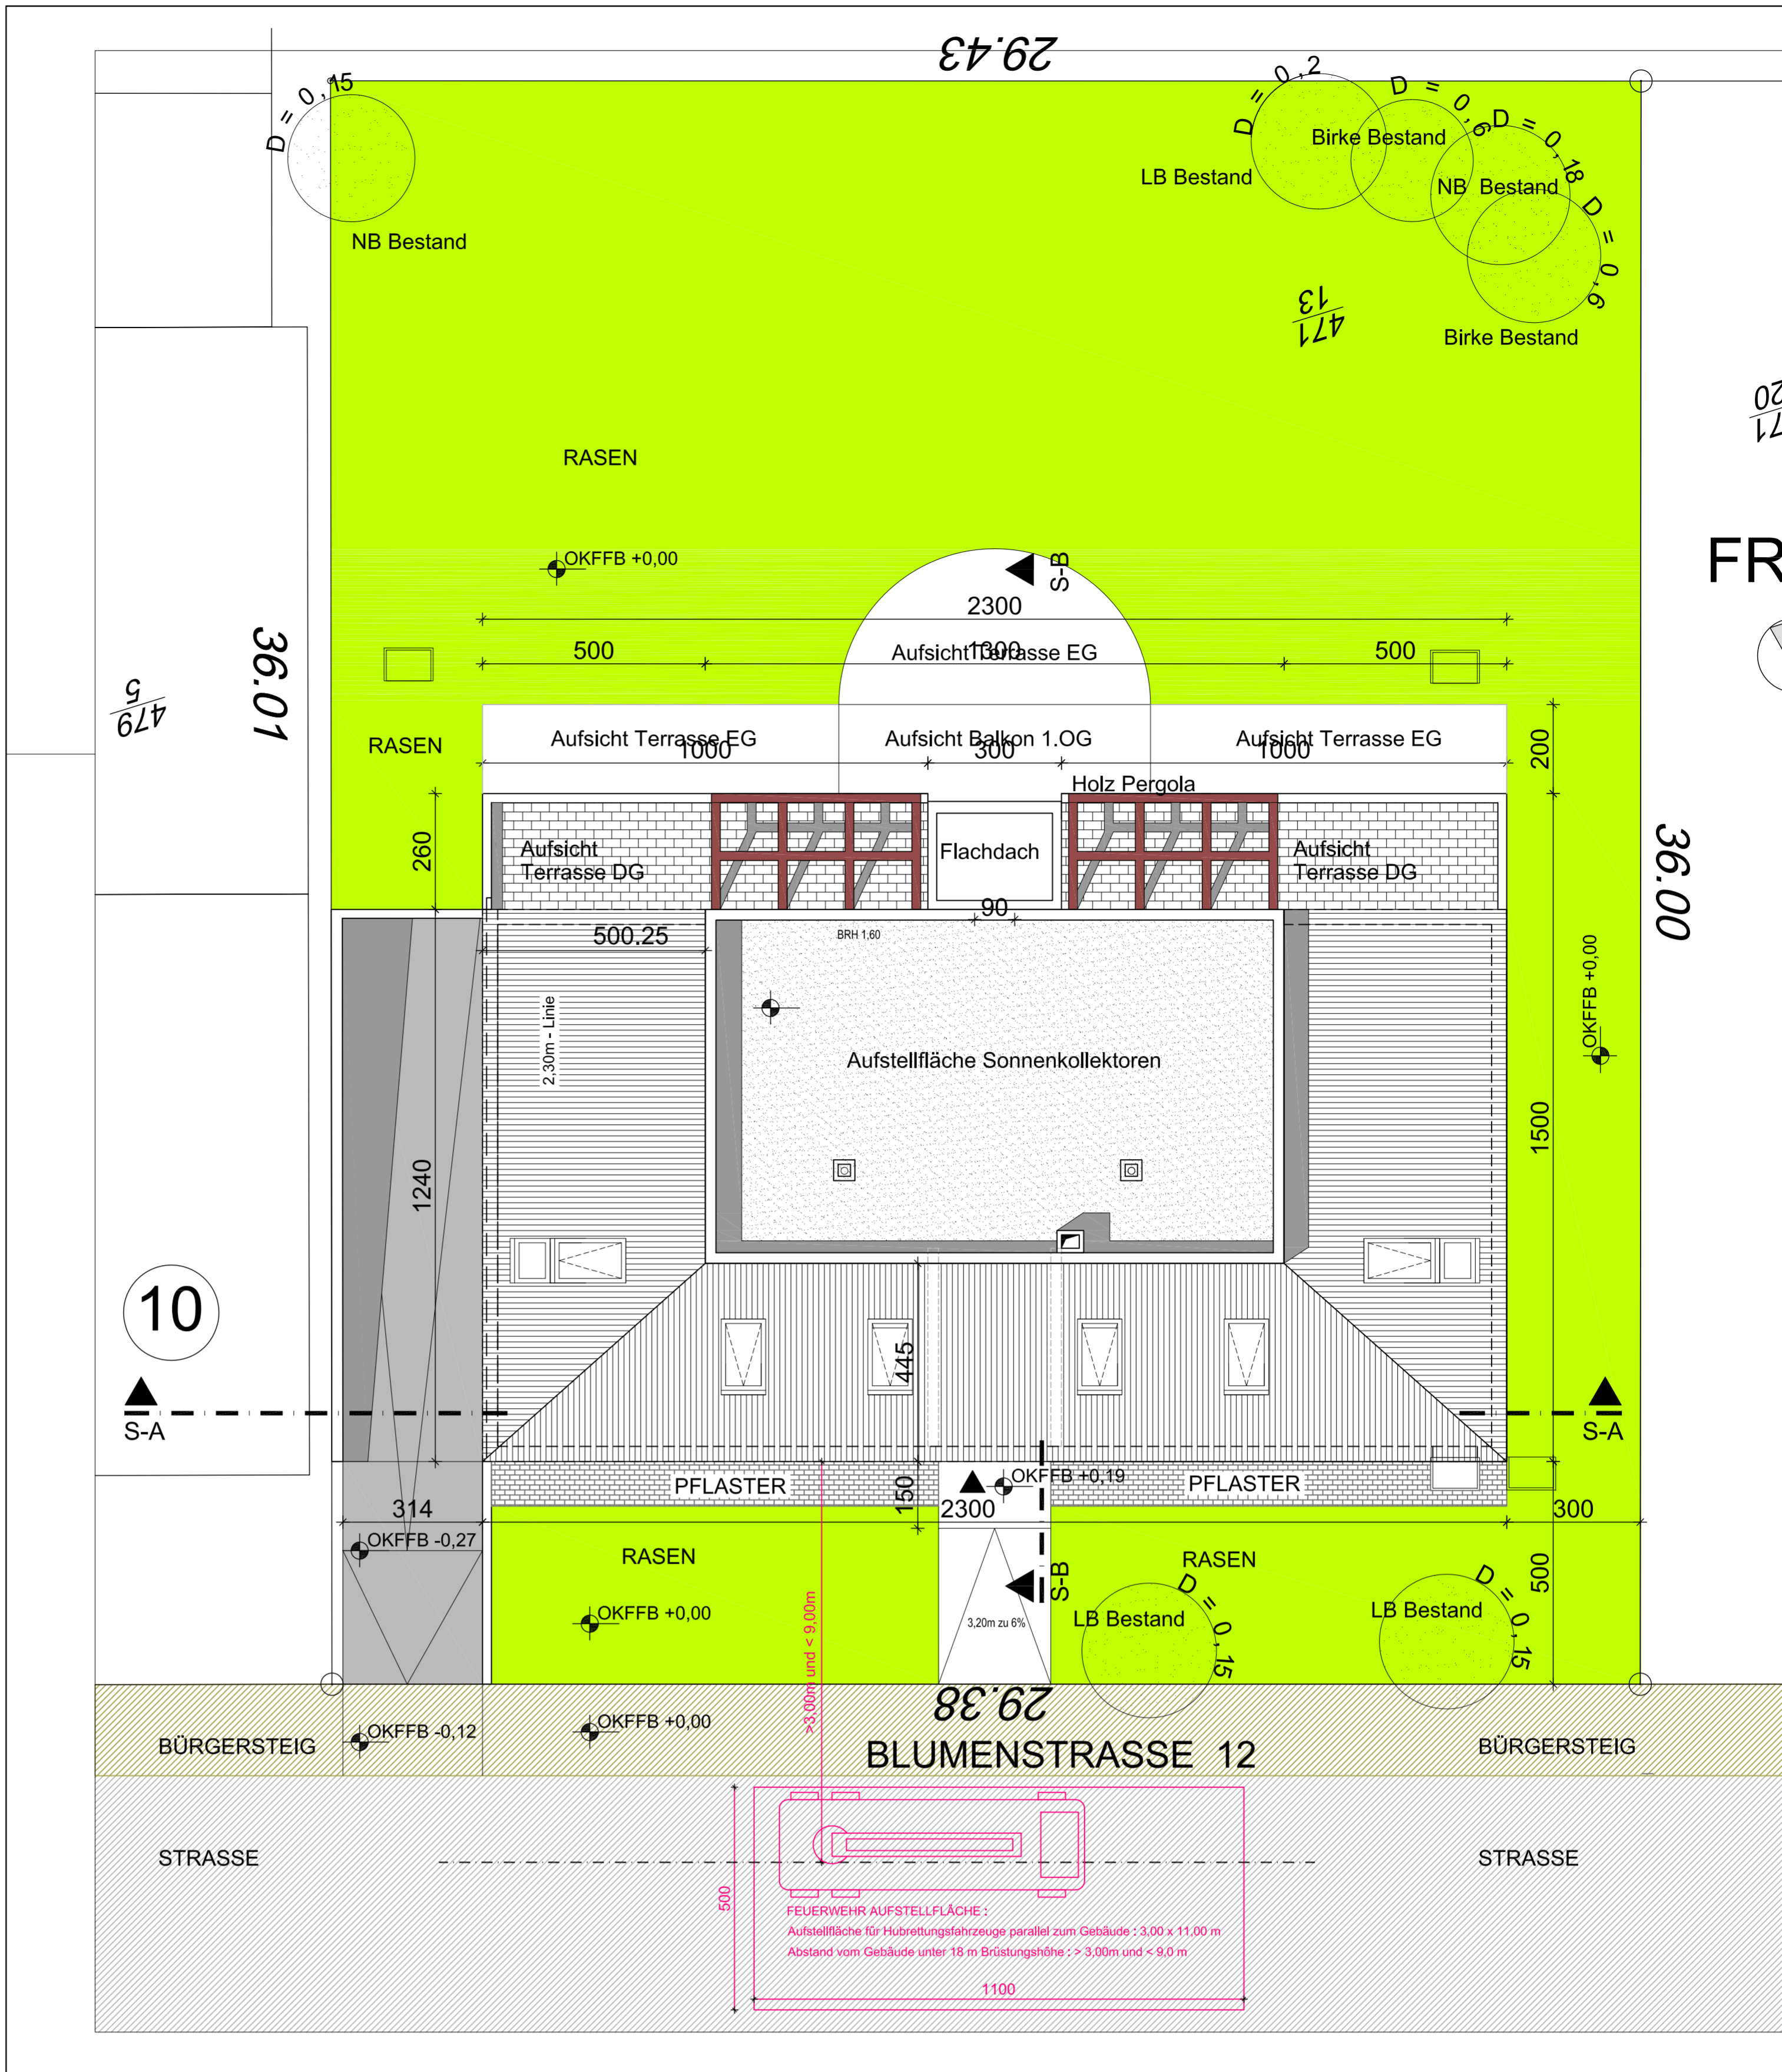 29.43
D = 0,15
D = 0,2
D = 0,6
D = 0,18
D = 0,6
Birke Bestand
LB Bestand
NB Bestand
NB Bestand
471
13
Birke Bestand
20
RASEN
FR
OKFFB +0,00
S-B
2300
36.01
500
Aufsicht Terrasse EG
1300
500
479
5
RASEN
Aufsicht Terrasse EG
Aufsicht Balkon 1.OG
Aufsicht Terrasse EG
1000
300
1000
200
Holz Pergola
260
Aufsicht
Terrasse DG
Flachdach
Aufsicht
Terrasse DG
36.00
90
500.25
BRH 1,60
2,30m - Linie
OKFFB +0,00
Aufstellfläche Sonnenkollektoren
1500
1240
10
445
S-A
S-A
PFLASTER
150
OKFFB +0,19
PFLASTER
314
2300
300
OKFFB -0,27
RASEN
RASEN
500
S-B
D = 0,15
D = 0,15
OKFFB +0,00
LB Bestand
LB Bestand
3,20m zu 6%
>3,00m und < 9,00m
29.38
OKFFB -0,12
OKFFB +0,00
BÜRGERSTEIG
BLUMENSTRASSE 12
BÜRGERSTEIG
STRASSE
STRASSE
500
FEUERWEHR AUFSTELLFLÄCHE :
Aufstellfläche für Hubrettungsfahrzeuge parallel zum Gebäude : 3,00 x 11,00 m
Abstand vom Gebäude unter 18 m Brüstungshöhe : > 3,00m und < 9,0 m
1100